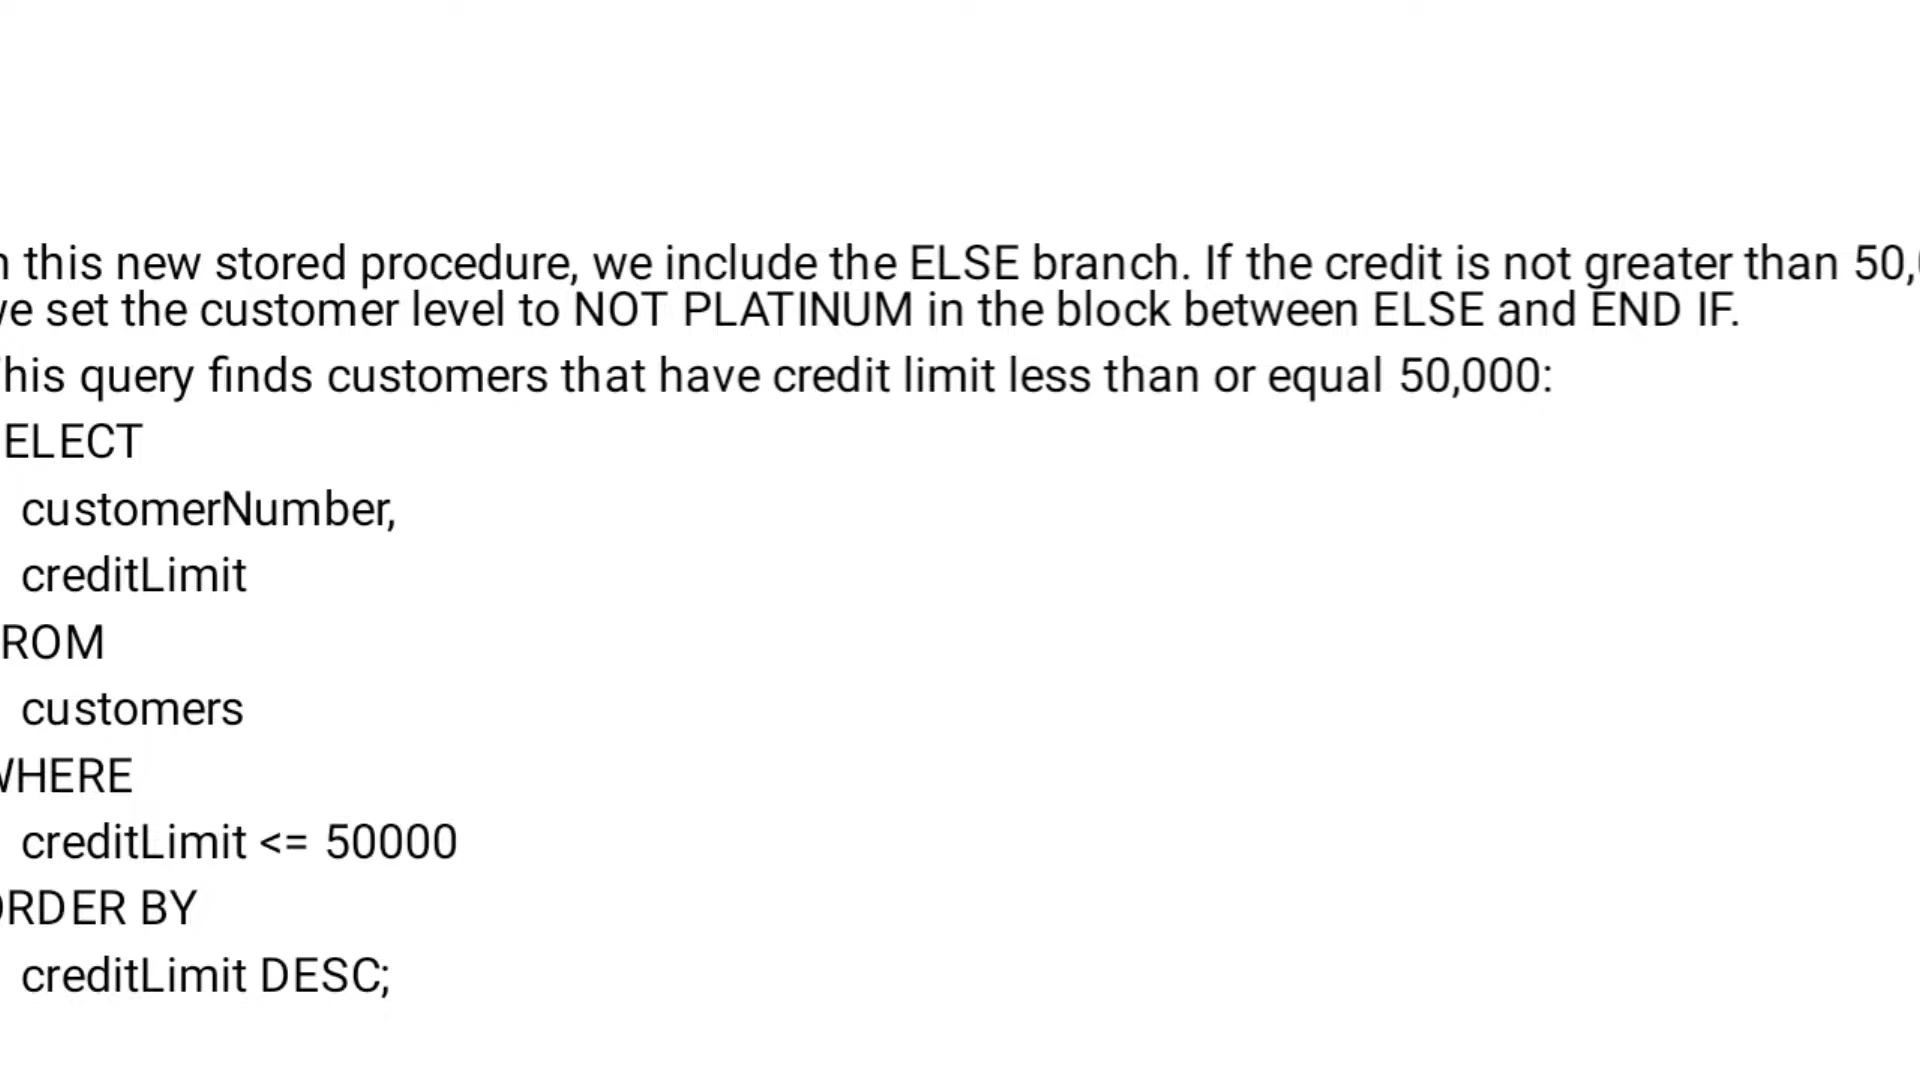 this new stored procedure, we include the ELSE branch. If the credit is not greater than 50,
set the customer level to NOT PLATINUM in the block between ELSE and END IF.
his query finds customers that have credit limit less than or equal 50,000:
ELECT
customerNumber,
creditLimit
ROM
customers
WHERE
creditLimit <= 50000
ORDER BY
creditLimit DESC;